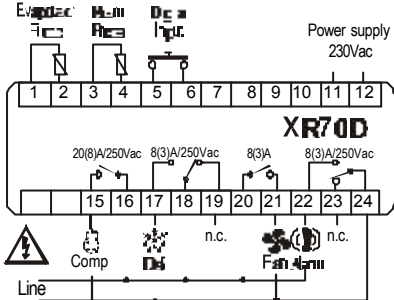 Power supply
230Vac
1 2 3 4 5 6 7 8 9 10 11 12
XR70D
20(8)A/250Vac 8(3)A/250Vac 8(3)A 8(3)A/250Vac
15 16 17 18 19 20 21 22 23 24
Comp n.c. Fan n.c.
Line